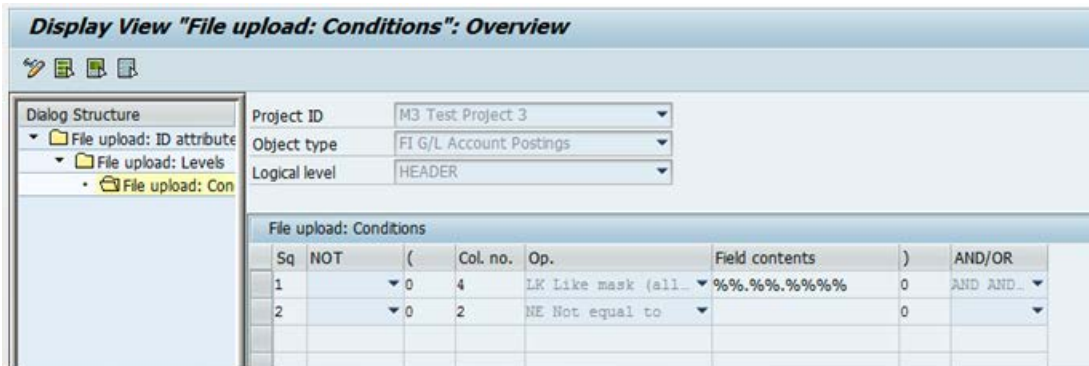 Display View "File upload: Conditions": Overview
Dialog Structure
File upload: ID attribute
File upload: Levels
File upload: Con
Project ID M3 Test Project 3
Object type FI G/L Account Postings
Logical level HEADER
File upload: Conditions
Sq NOT ( Col. no. Op. Field contents ) AND/OR
1 0 4 LK Like mask (all… %%.%%.%%%% 0 AND AND…
2 0 2 NE Not equal to 0